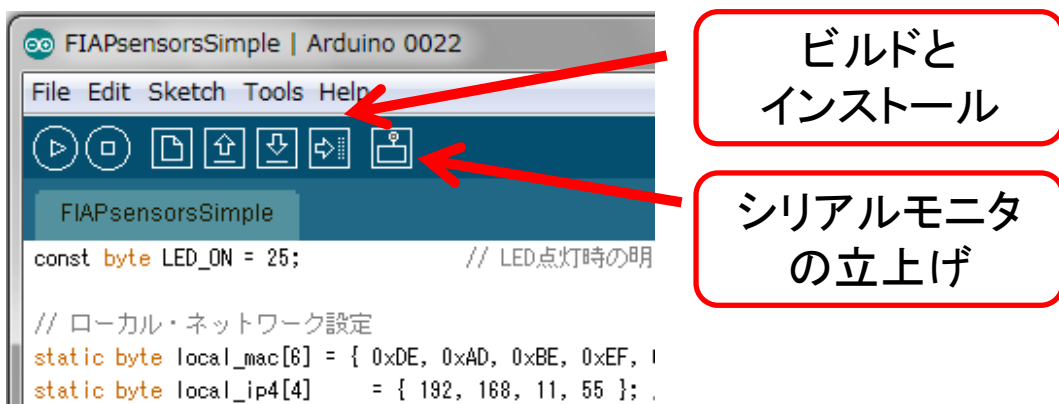 FIAPsensorsSimple | Arduino 0022
File Edit Sketch Tools Help
FIAPsensorsSimple
const byte LED_ON = 25; // LED点灯時の明
// ローカル・ネットワーク設定
static byte local_mac[6] = { 0xDE, 0xAD, 0xBE, 0xEF,
static byte local_ip4[4] = { 192, 168, 11, 55 };
ビルドと
インストール
シリアルモニタ
の立上げ